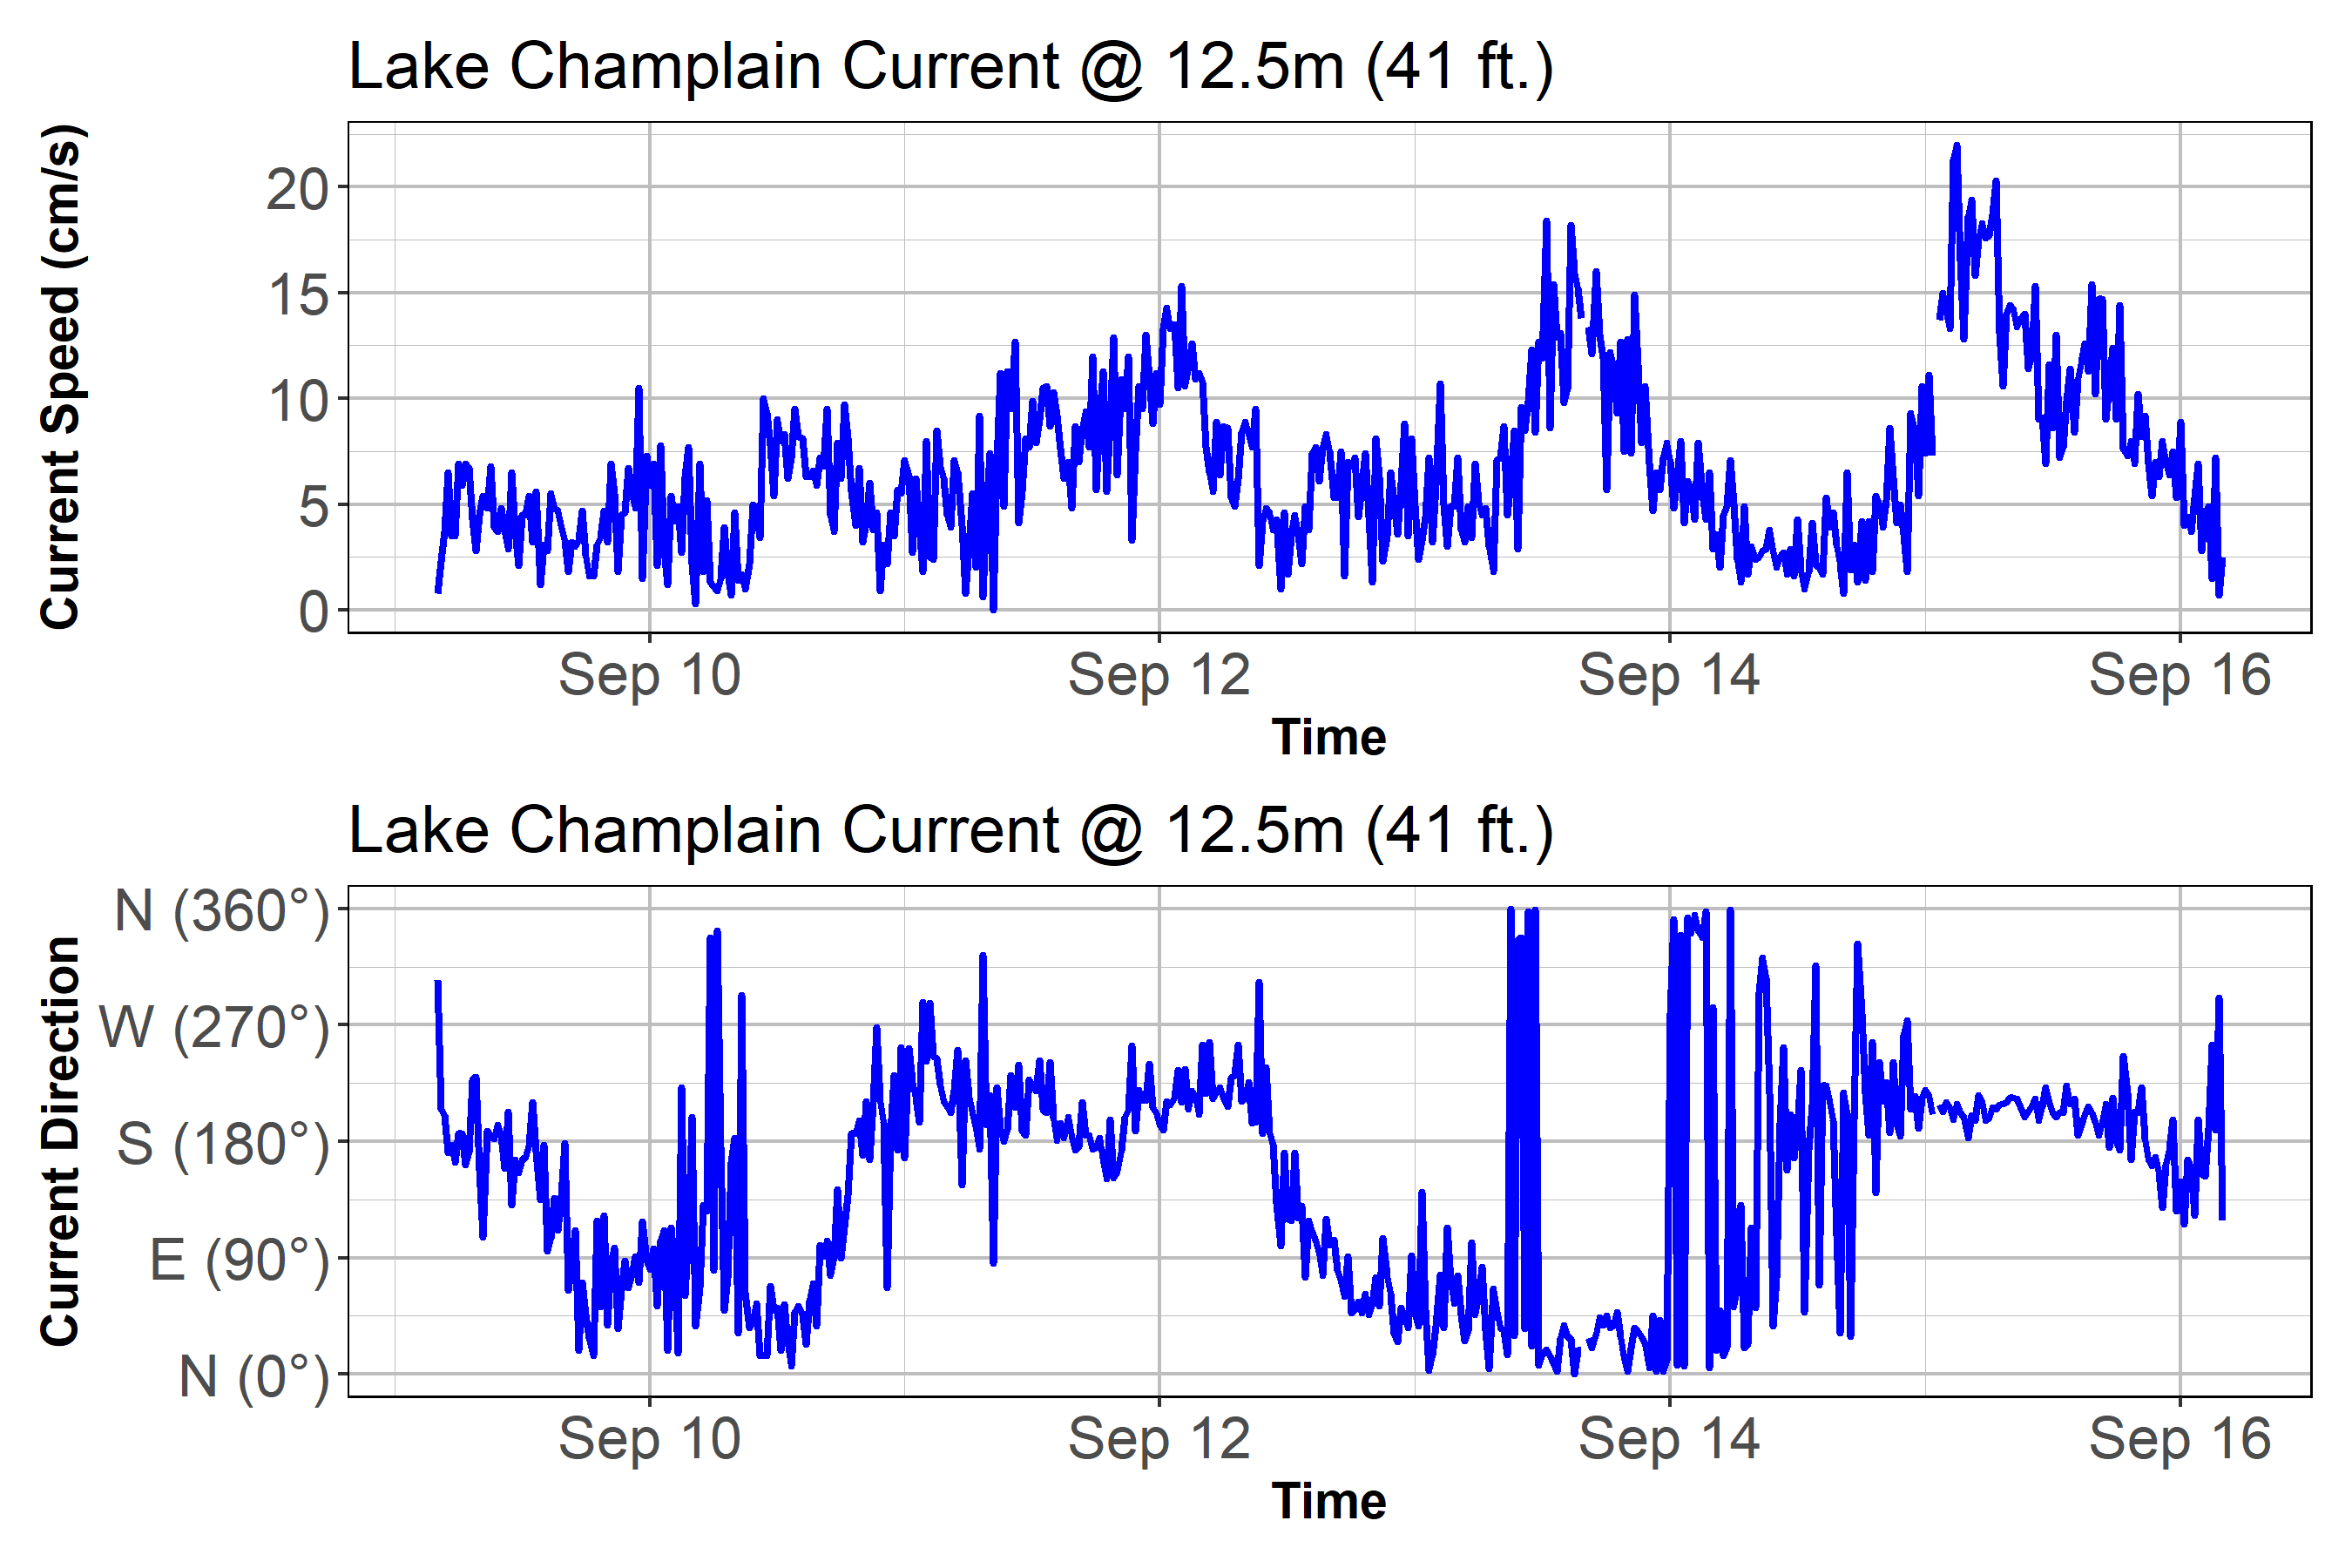 Lake Champlain Current @ 12.5m (41 ft.)
Current Speed (cm/s)
20
15
10
5
0
Sep 10 Sep 12 Sep 14 Sep 16
Time
Lake Champlain Current @ 12.5m (41 ft.)
Current Direction
N (360°)
W (270°)
S (180°)
E (90°)
N (0°)
Sep 10 Sep 12 Sep 14 Sep 16
Time